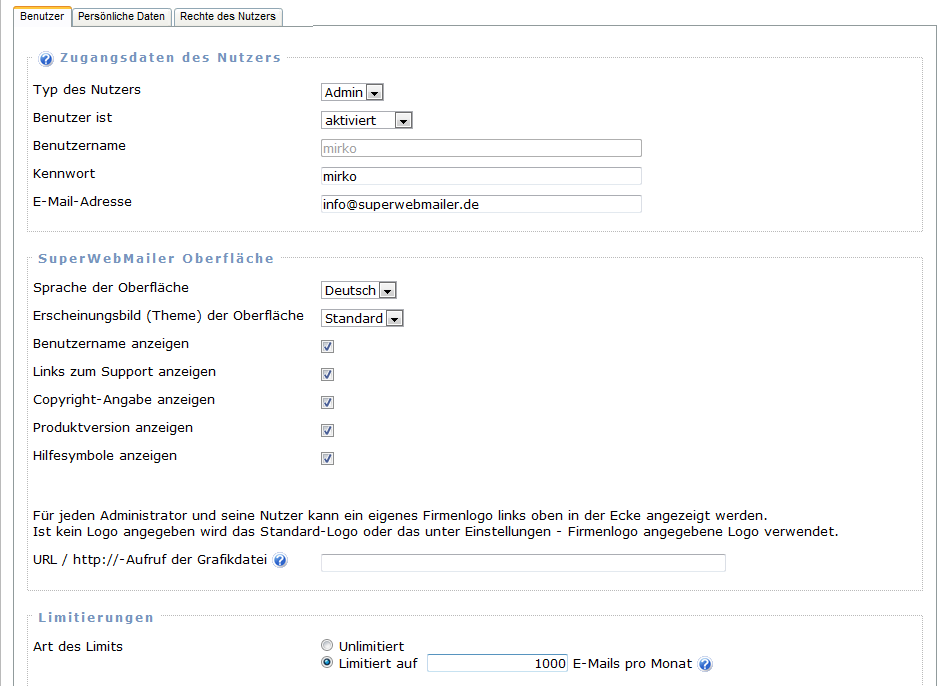 Benutzer Persönliche Daten Rechte des Nutzers
Zugangsdaten des Nutzers
Typ des Nutzers Admin
Benutzer ist aktiviert
Benutzername mirko
Kennwort mirko
E-Mail-Adresse info@superwebmailer.de
SuperWebMailer Oberfläche
Sprache der Oberfläche Deutsch
Erscheinungsbild (Theme) der Oberfläche Standard
Benutzername anzeigen
Links zum Support anzeigen
Copyright-Angabe anzeigen
Produktversion anzeigen
Hilfesymbole anzeigen
Für jeden Administrator und seine Nutzer kann ein eigenes Firmenlogo links oben in der Ecke angezeigt werden.
Ist kein Logo angegeben wird das Standard-Logo oder das unter Einstellungen - Firmenlogo angegebene Logo verwendet.
URL / http://-Aufruf der Grafikdatei
Limitierungen
Art des Limits Unlimitiert
Limitiert auf 1000 E-Mails pro Monat